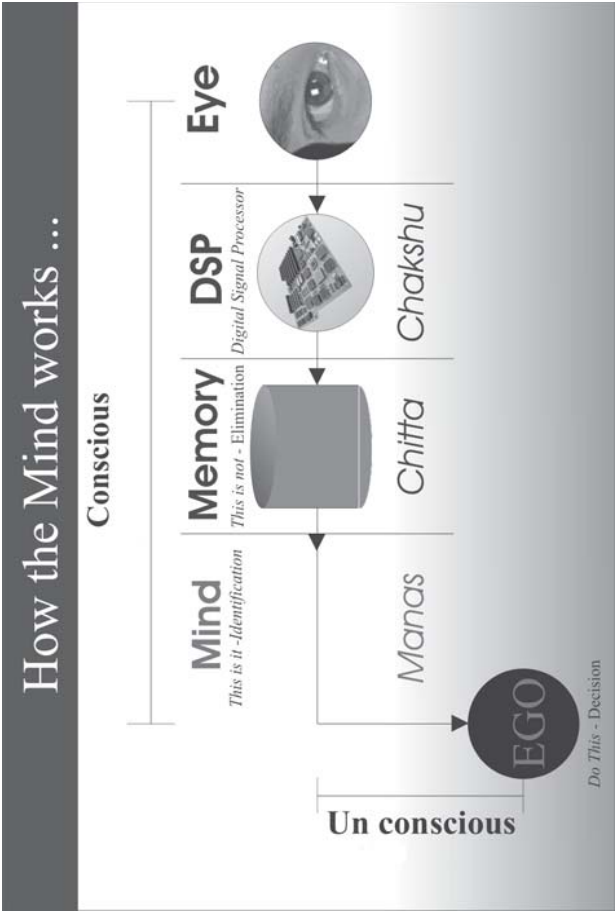 How the Mind works ...
Conscious
Mind
This is it -Identification
Memory
This is not - Elimination
DSP
Digital Signal Processor
Eye
Manas
Chitta
Chakshu
Un conscious
EGO
Do This - Decision